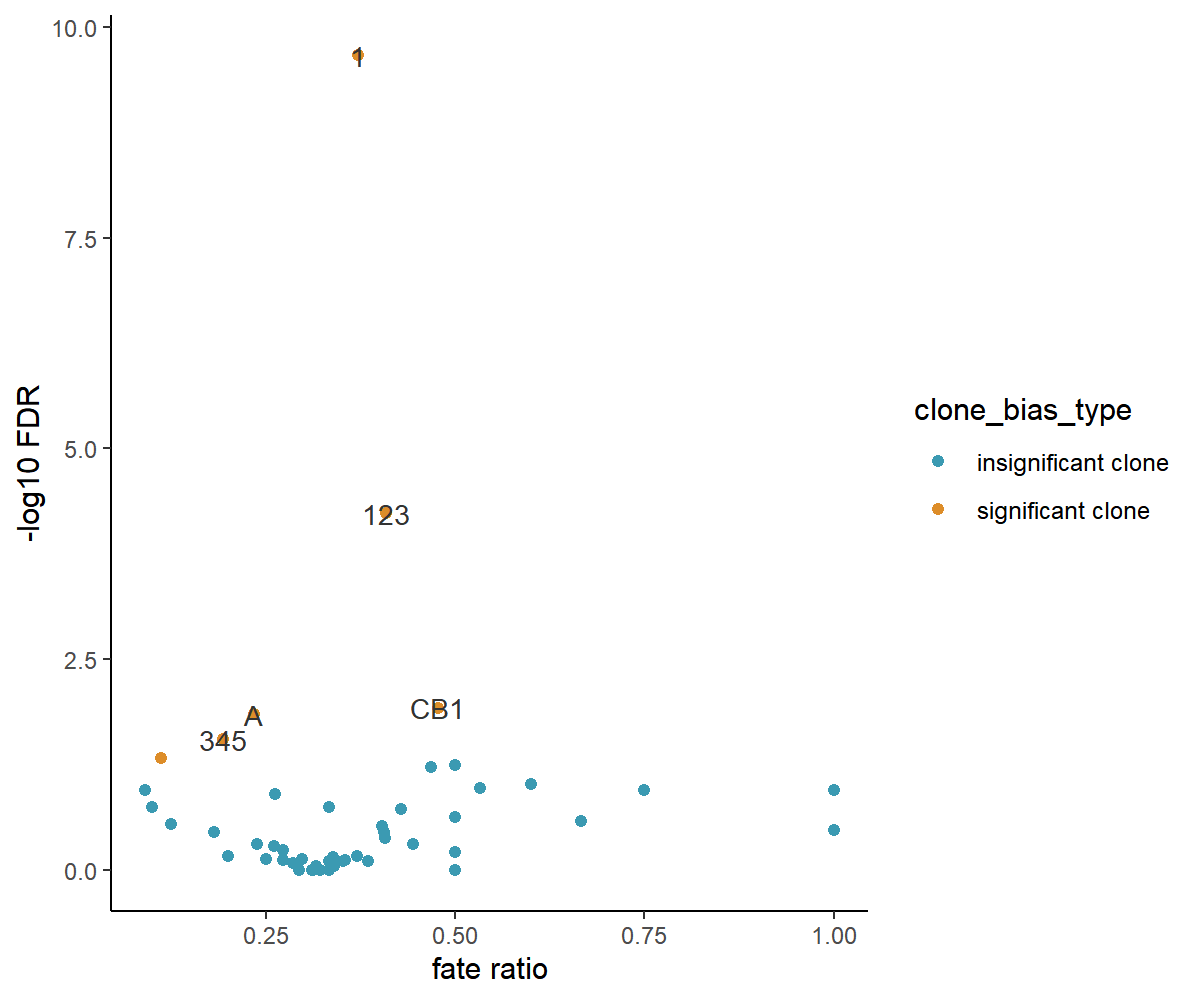 10.0
7.5
5.0
2.5
0.0
-log10 FDR
1
123
CB1
A
345
0.25
0.50
0.75
1.00
fate ratio
clone_bias_type
insignificant clone
significant clone